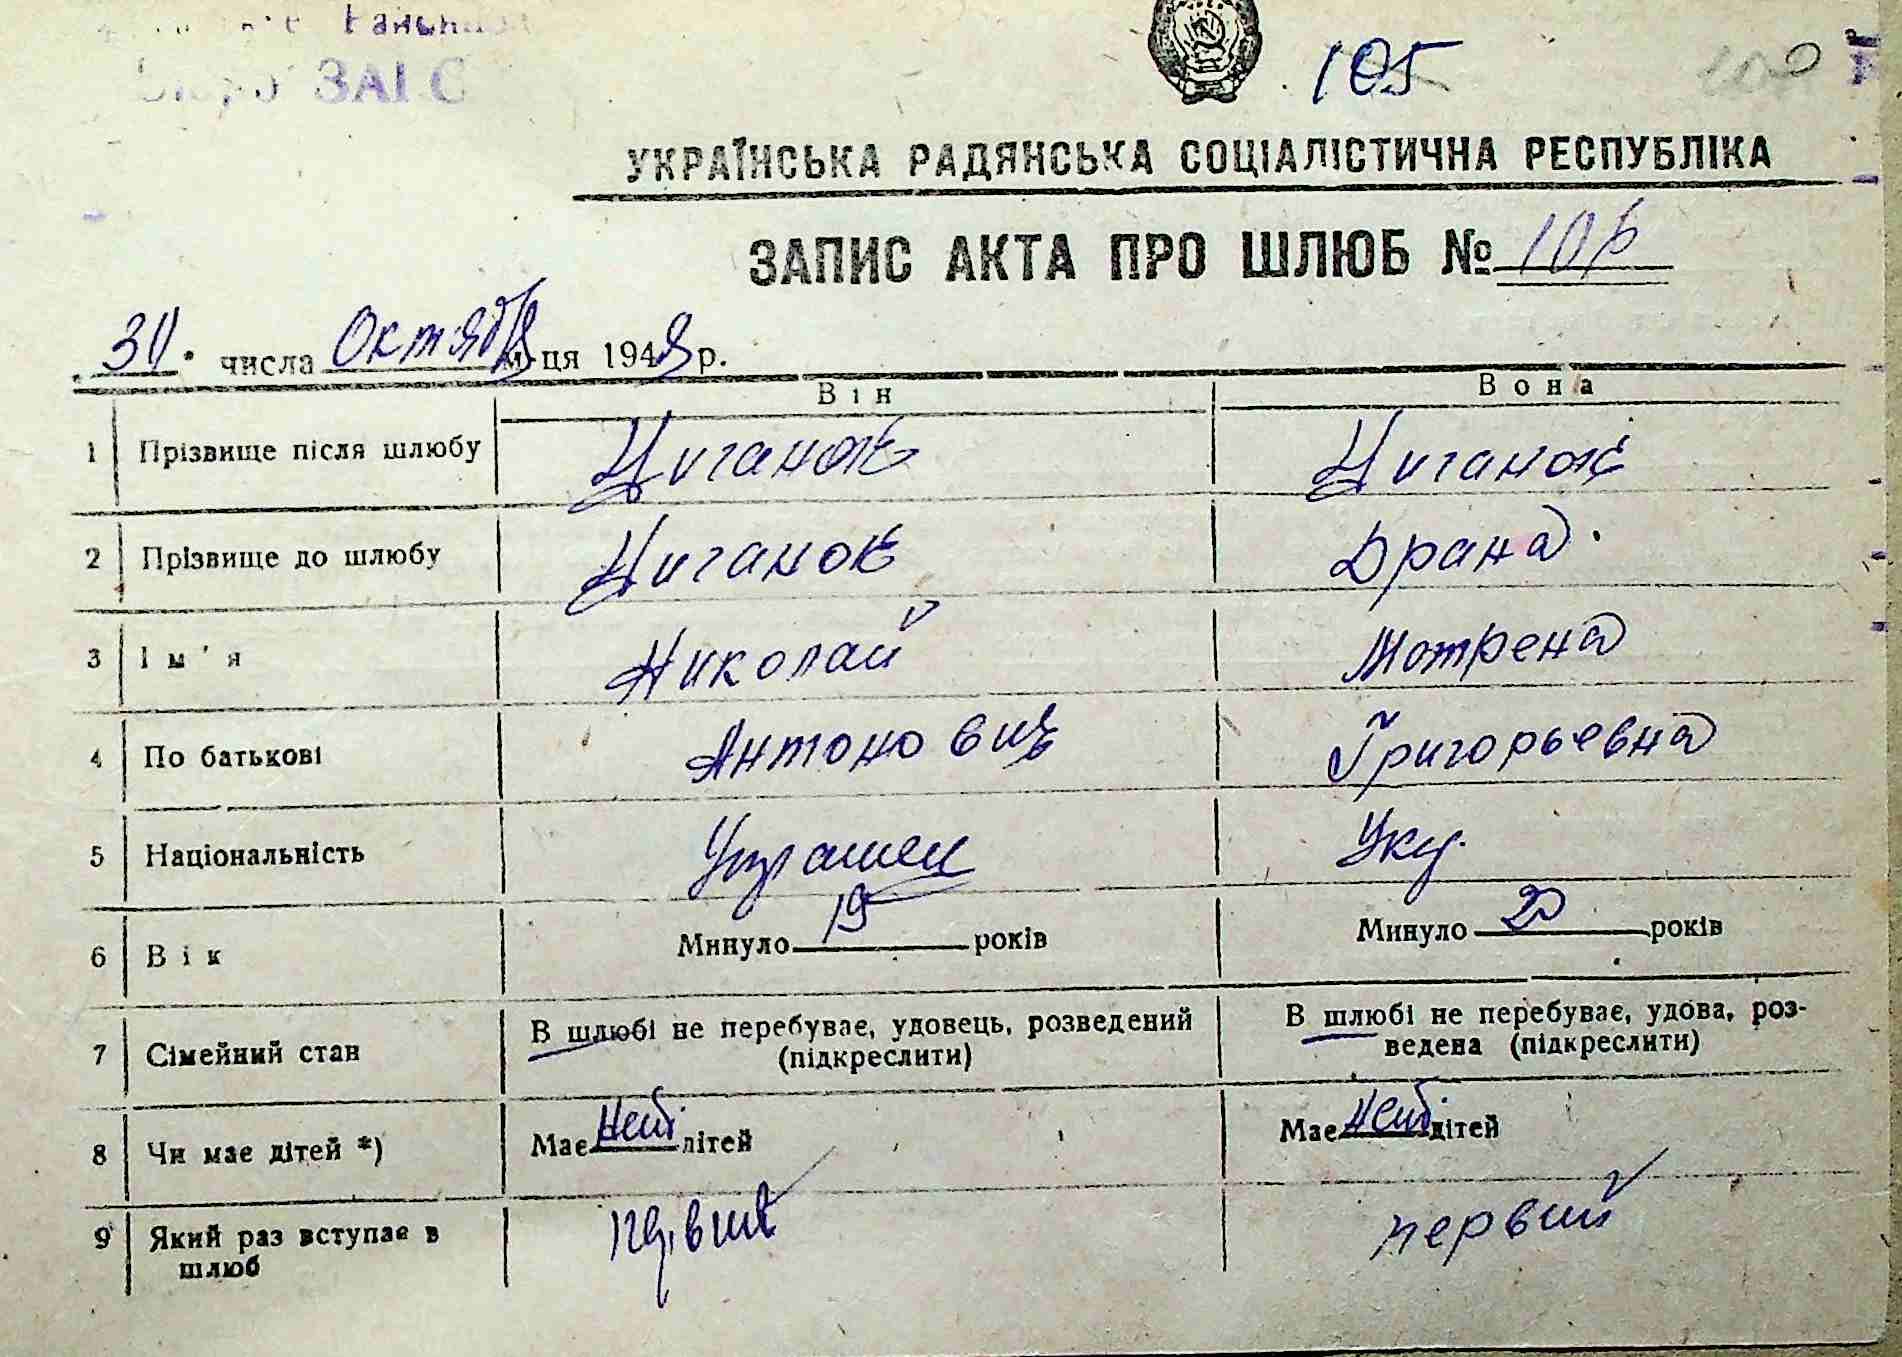 Бюро ЗАГС
105
УКРАЇНСЬКА РАДЯНСЬКА СОЦІАЛІСТИЧНА РЕСПУБЛІКА
ЗАПИС АКТА ПРО ШЛЮБ №
числа Октября м-ця 1948 р.
Він Вона
1 Прізвище після шлюбу Циганок Циганок
2 Прізвище до шлюбу Циганок Драна
3 Ім'я Николай Мотрена
4 По батькові Антонович Григорьевна
5 Національність Украинец Укр.
6 Вік Минуло 19 років Минуло 20 років
7 Сімейний стан В шлюбі не перебуває, удовець, розведений В шлюбі не перебуває, удова, роз-
(підкреслити) ведена (підкреслити)
8 Чи має дітей *) Має дітей Має дітей
9 Який раз вступає в первый
шлюб